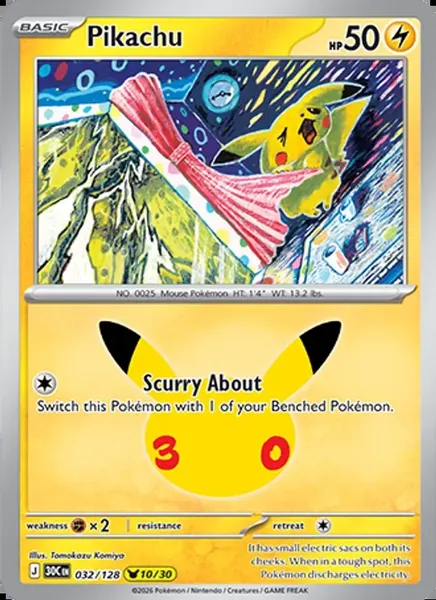 BASIC
Pikachu
HP 50
NO. 0025 Mouse Pokémon HT: 1'4" WT: 13.2 lbs.
Scurry About
Switch this Pokémon with 1 of your Benched Pokémon.
3 0
weakness ×2 resistance retreat
Illus. Tomokazu Komiya
J 30C EN 032/128 10/30
It has small electric sacs on both its
cheeks. When in a tough spot, this
Pokémon discharges electricity.
©2026 Pokémon / Nintendo / Creatures / GAME FREAK